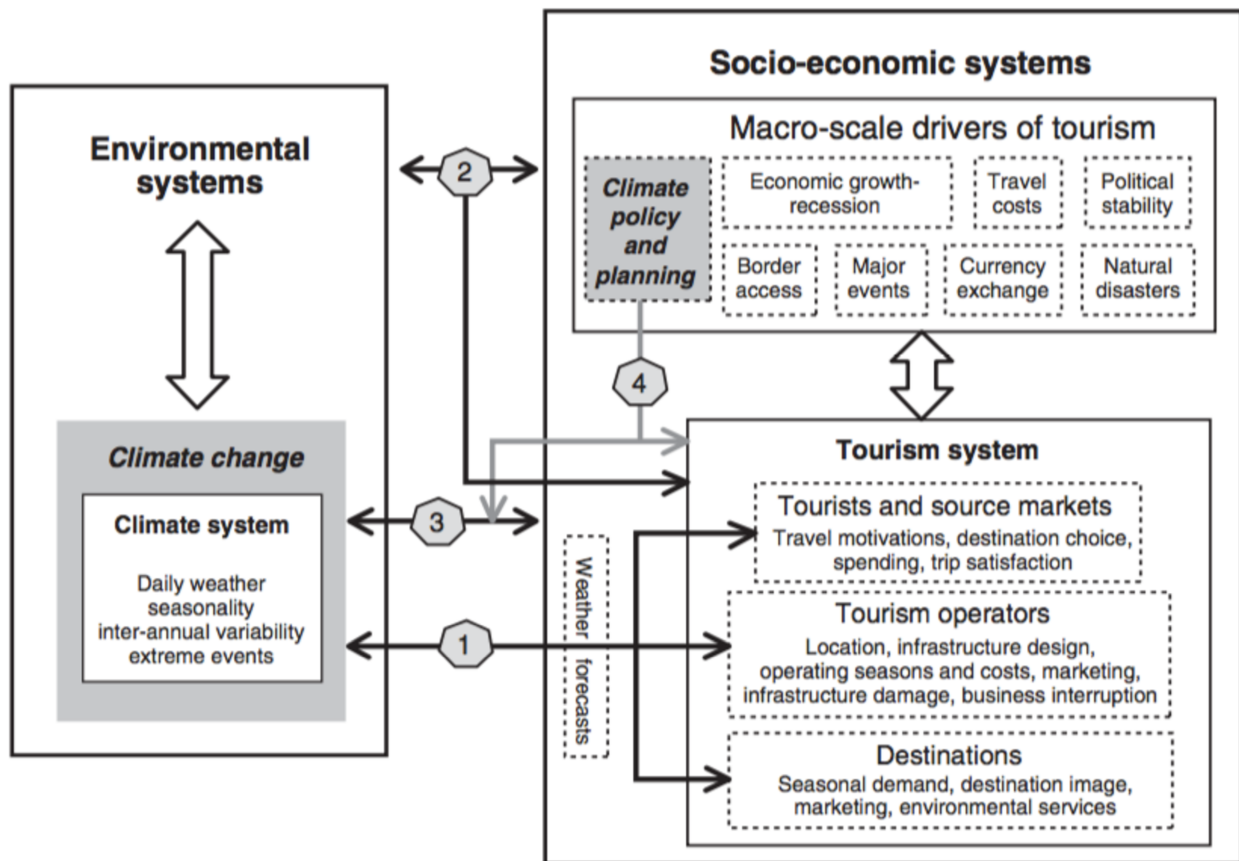 Environmental
systems
Climate change
Climate system
Daily weather
seasonality
inter-annual variability
extreme events
2
3
1
Socio-economic systems
Macro-scale drivers of tourism
Climate
policy
and
planning
Economic growth-
recession
Travel
costs
Political
stability
Border
access
Major
events
Currency
exchange
Natural
disasters
4
Weather forecasts
Tourism system
Tourists and source markets
Travel motivations, destination choice,
spending, trip satisfaction
Tourism operators
Location, infrastructure design,
operating seasons and costs, marketing,
infrastructure damage, business interruption
Destinations
Seasonal demand, destination image,
marketing, environmental services